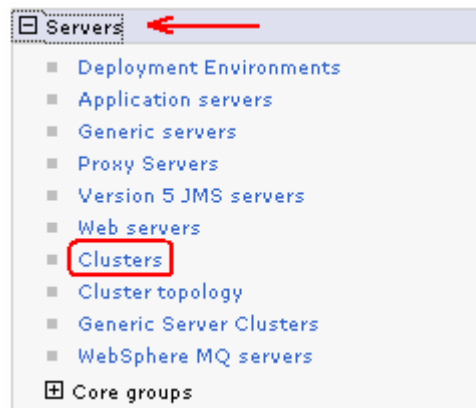 Servers
Deployment Environments
Application servers
Generic servers
Proxy Servers
Version 5 JMS servers
Web servers
Clusters
Cluster topology
Generic Server Clusters
WebSphere MQ servers
Core groups